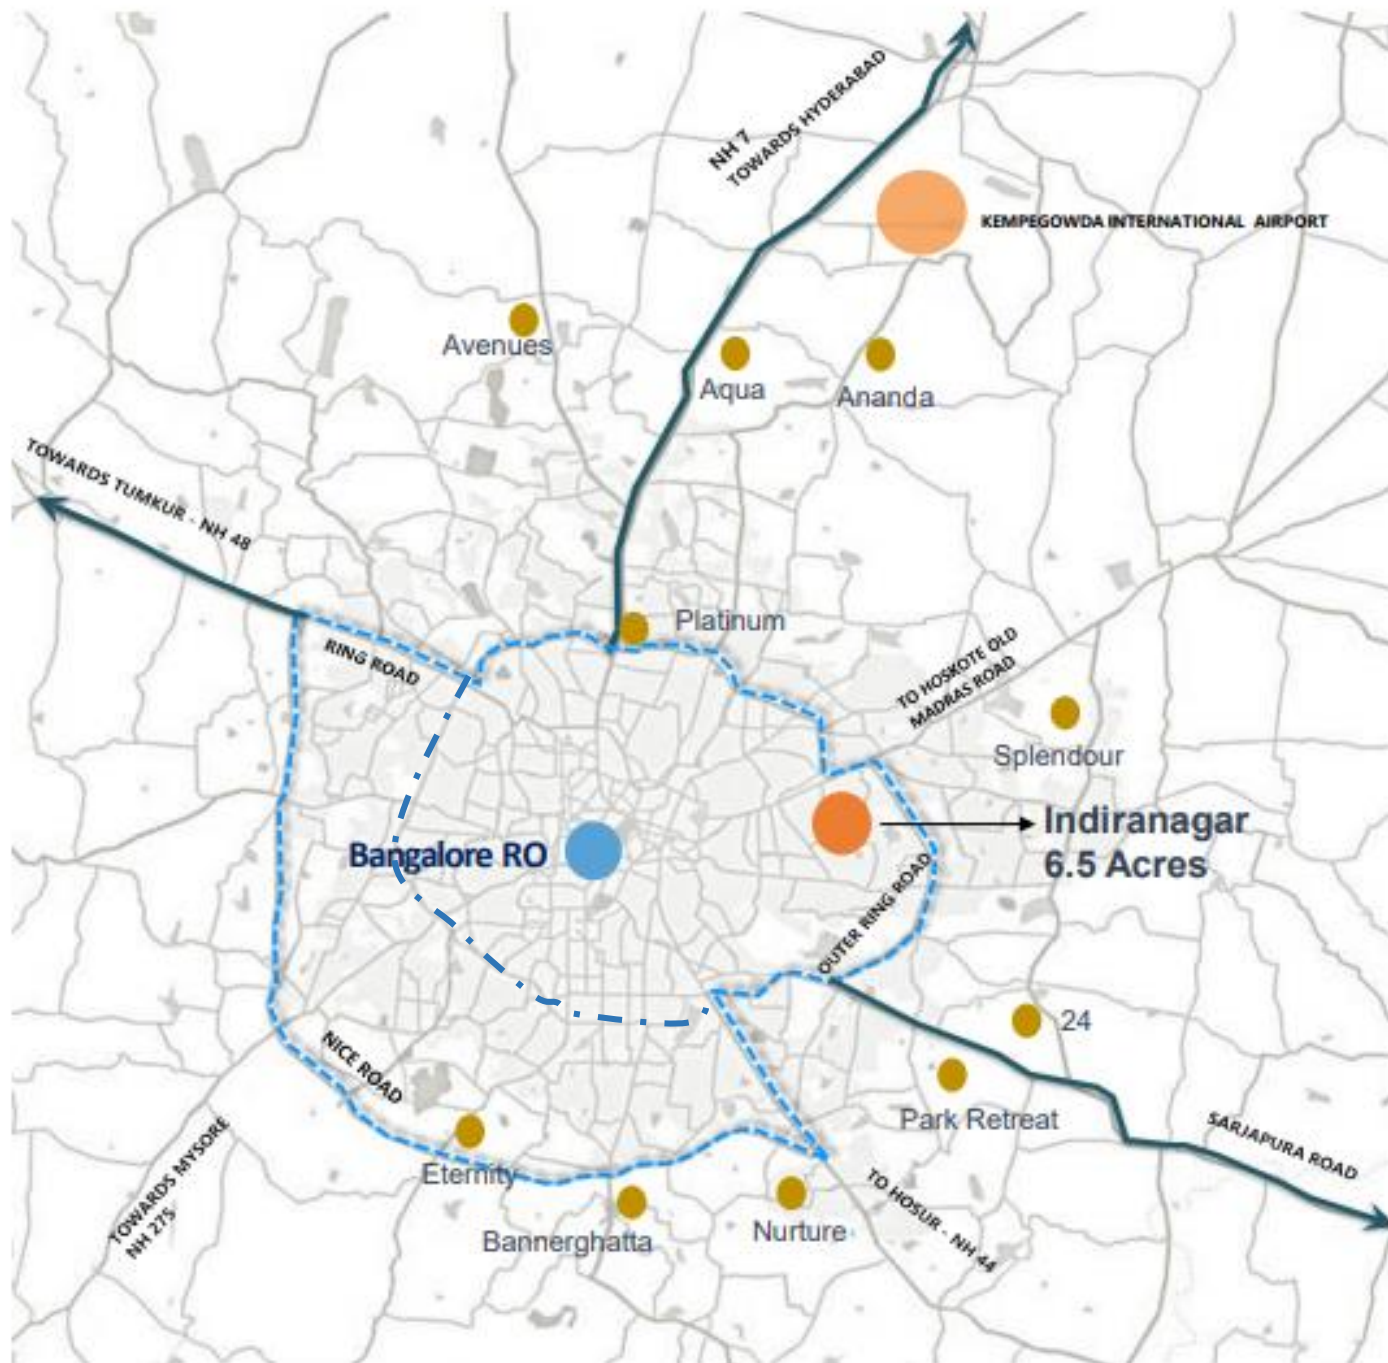 NH 7
TOWARDS HYDERABAD
KEMPEGOWDA INTERNATIONAL AIRPORT
Avenues
Aqua
Ananda
TOWARDS TUMKUR - NH 48
Platinum
RING ROAD
TO HOSKOTE OLD
MADRAS ROAD
Splendour
Indiranagar
6.5 Acres
Bangalore RO
OUTER RING ROAD
24
NICE ROAD
Park Retreat
SARJAPURA ROAD
TOWARDS MYSORE
NH 275
Eternity
Bannerghatta
Nurture
TO HOSUR - NH 44